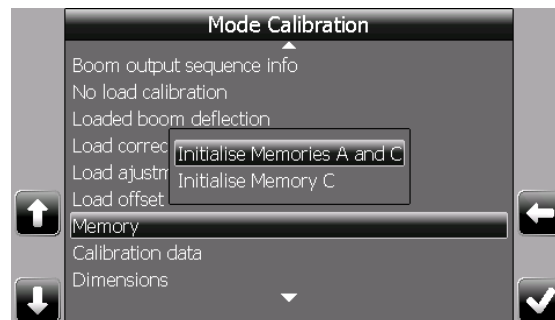 Mode Calibration
Boom output sequence info
No load calibration
Loaded boom deflection
Load correc
Initialise Memories A and C
Load ajustm
Initialise Memory C
Load offset
Memory
Calibration data
Dimensions